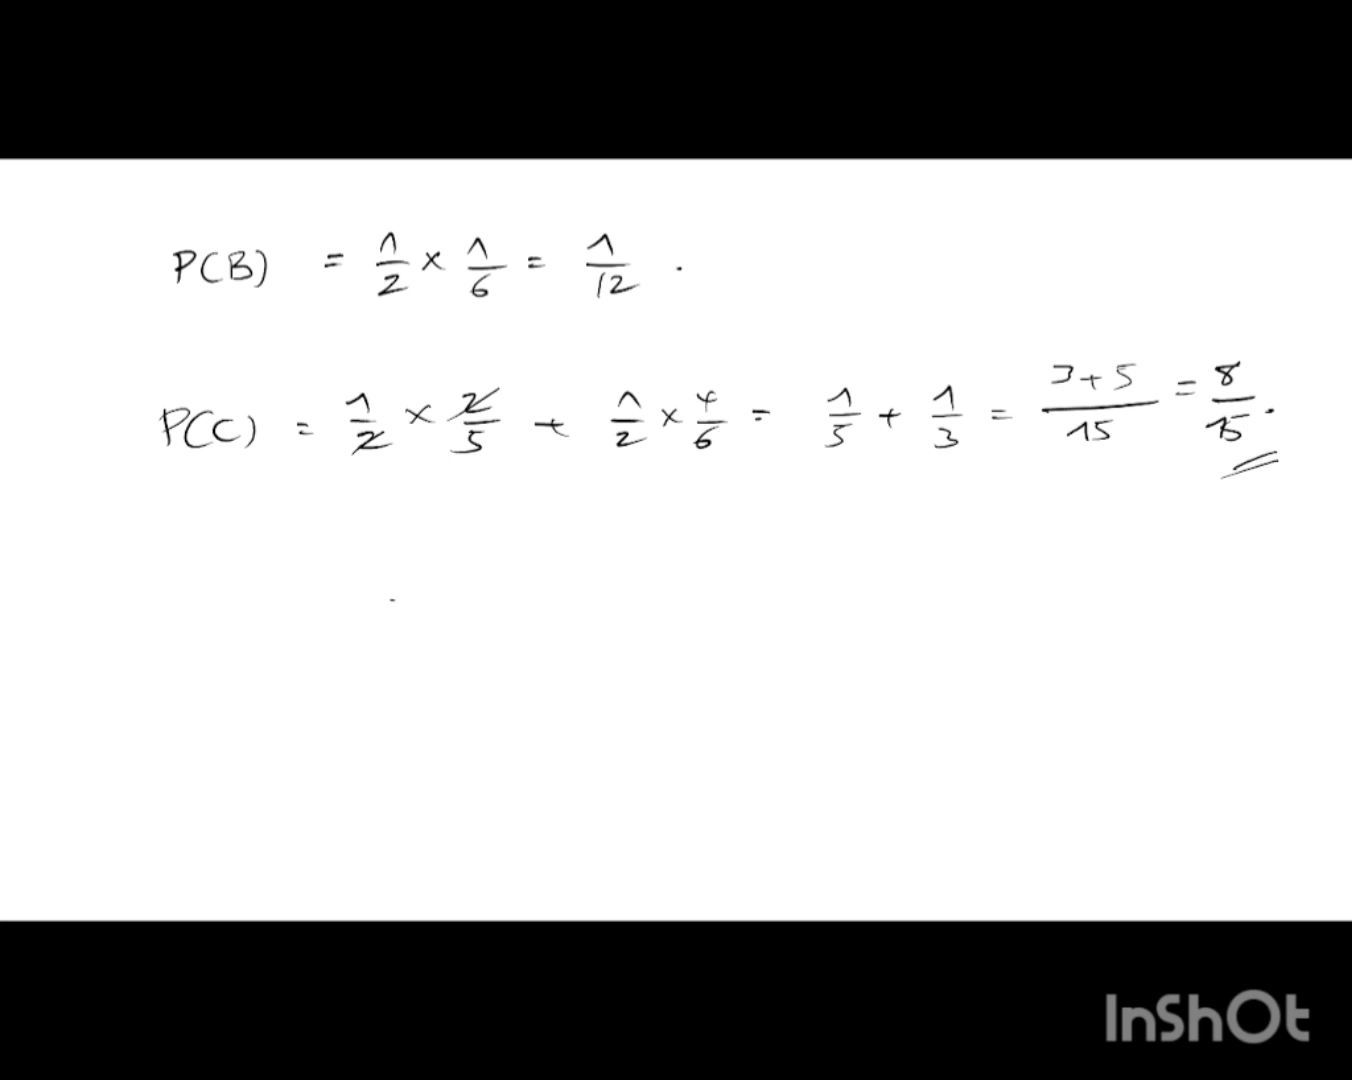 P(B) = 1/2 × 1/6 = 1/12 .
P(C) = 1/2 × 2/5 + 1/2 × 4/6 = 1/5 + 1/3 = 3+5/15 = 8/15 .
InShOt